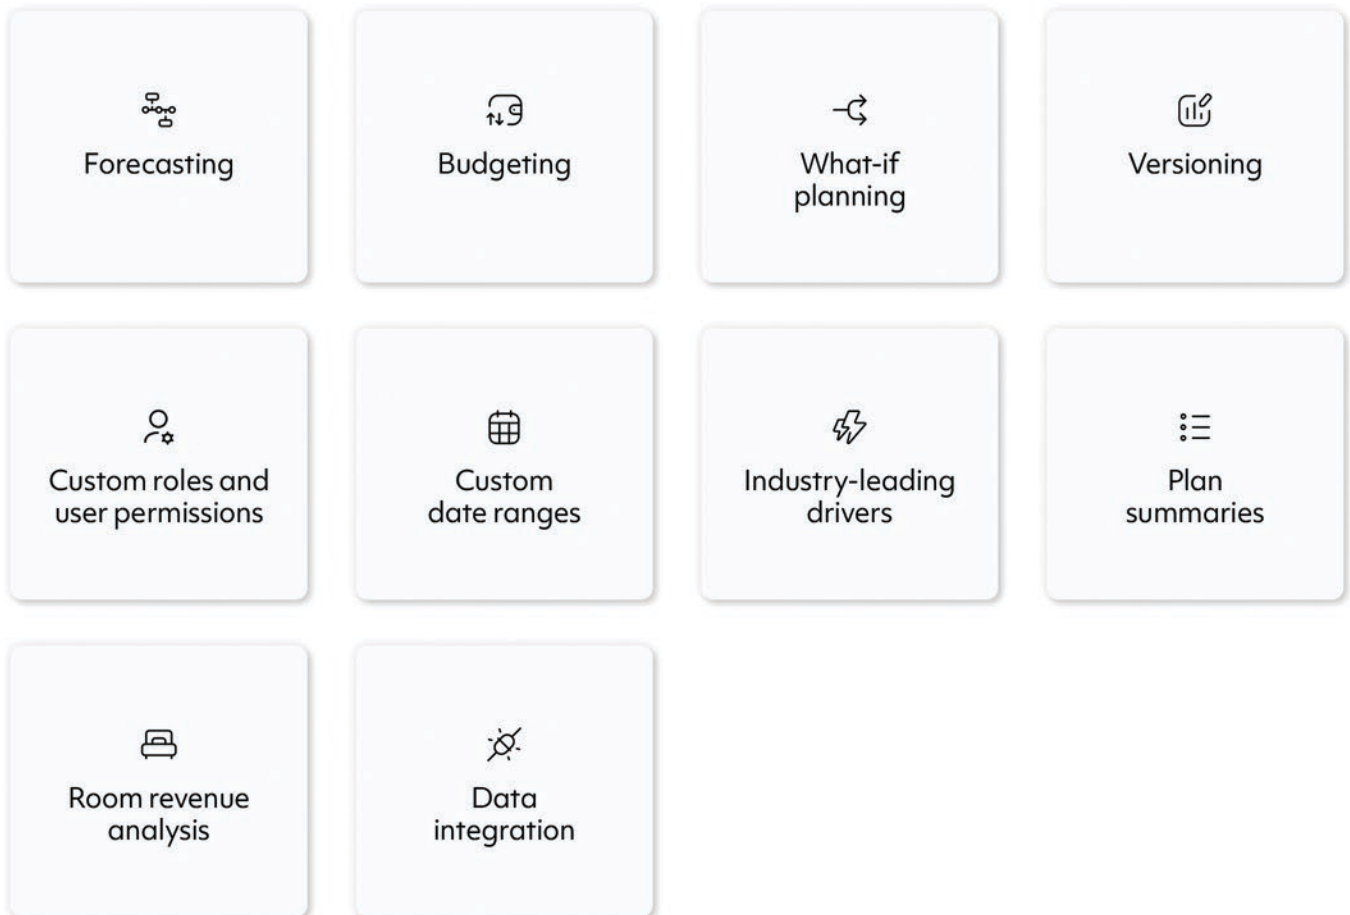 Forecasting
Budgeting
What-if
planning
Versioning
Custom roles and
user permissions
Custom
date ranges
Industry-leading
drivers
Plan
summaries
Room revenue
analysis
Data
integration